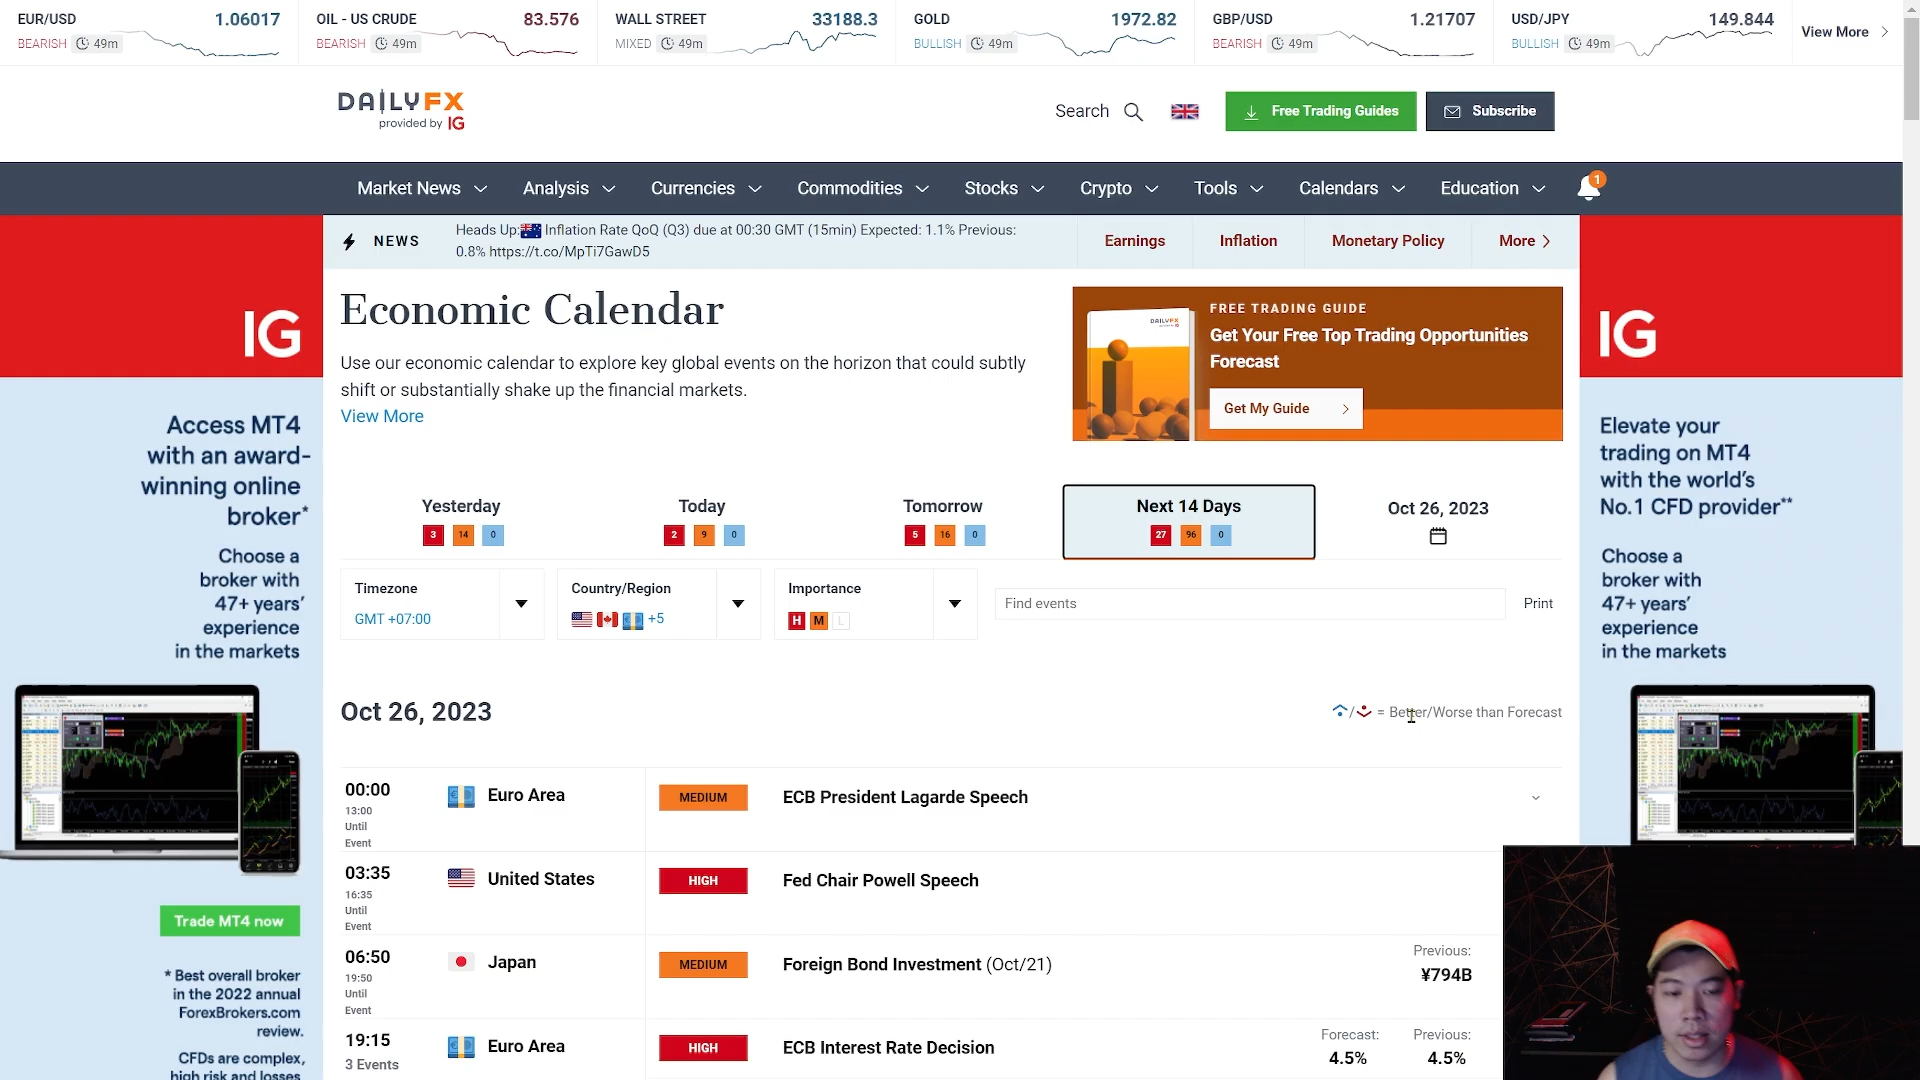 EUR/USD 1.06017
BEARISH 49m
OIL - US CRUDE 83.576
BEARISH 49m
WALL STREET 33188.3
MIXED 49m
GOLD 1972.82
BULLISH 49m
GBP/USD 1.21707
BEARISH 49m
USD/JPY 149.844
BULLISH 49m
View More
DAILYFX
provided by IG
Search
Free Trading Guides
Subscribe
Market News
Analysis
Currencies
Commodities
Stocks
Crypto
Tools
Calendars
Education
1
NEWS
Heads Up: Inflation Rate QoQ (Q3) due at 00:30 GMT (15min) Expected: 1.1% Previous:
0.8% https://t.co/MpTi7GawD5
Earnings
Inflation
Monetary Policy
More
IG
Access MT4
with an award-
winning online
broker*
Choose a
broker with
47+ years'
experience
in the markets
Trade MT4 now
* Best overall broker
in the 2022 annual
ForexBrokers.com
review.
CFDs are complex,
high risk and losses
Economic Calendar
Use our economic calendar to explore key global events on the horizon that could subtly
shift or substantially shake up the financial markets.
View More
DAILYFX
FREE TRADING GUIDE
Get Your Free Top Trading Opportunities
Forecast
Get My Guide
Yesterday
3 14 0
Today
2 9 0
Tomorrow
5 16 0
Next 14 Days
27 96 0
Oct 26, 2023
Timezone
GMT +07:00
Country/Region
+5
Importance
H M L
Find events
Print
Oct 26, 2023
/ = Better/Worse than Forecast
00:00
13:00
Until
Event
Euro Area
MEDIUM
ECB President Lagarde Speech
03:35
16:35
Until
Event
United States
HIGH
Fed Chair Powell Speech
06:50
19:50
Until
Event
Japan
MEDIUM
Foreign Bond Investment (Oct/21)
Previous:
¥794B
19:15
3 Events
Euro Area
HIGH
ECB Interest Rate Decision
Forecast:
4.5%
Previous:
4.5%
IG
Elevate your
trading on MT4
with the world's
No.1 CFD provider**
Choose a
broker with
47+ years'
experience
in the markets